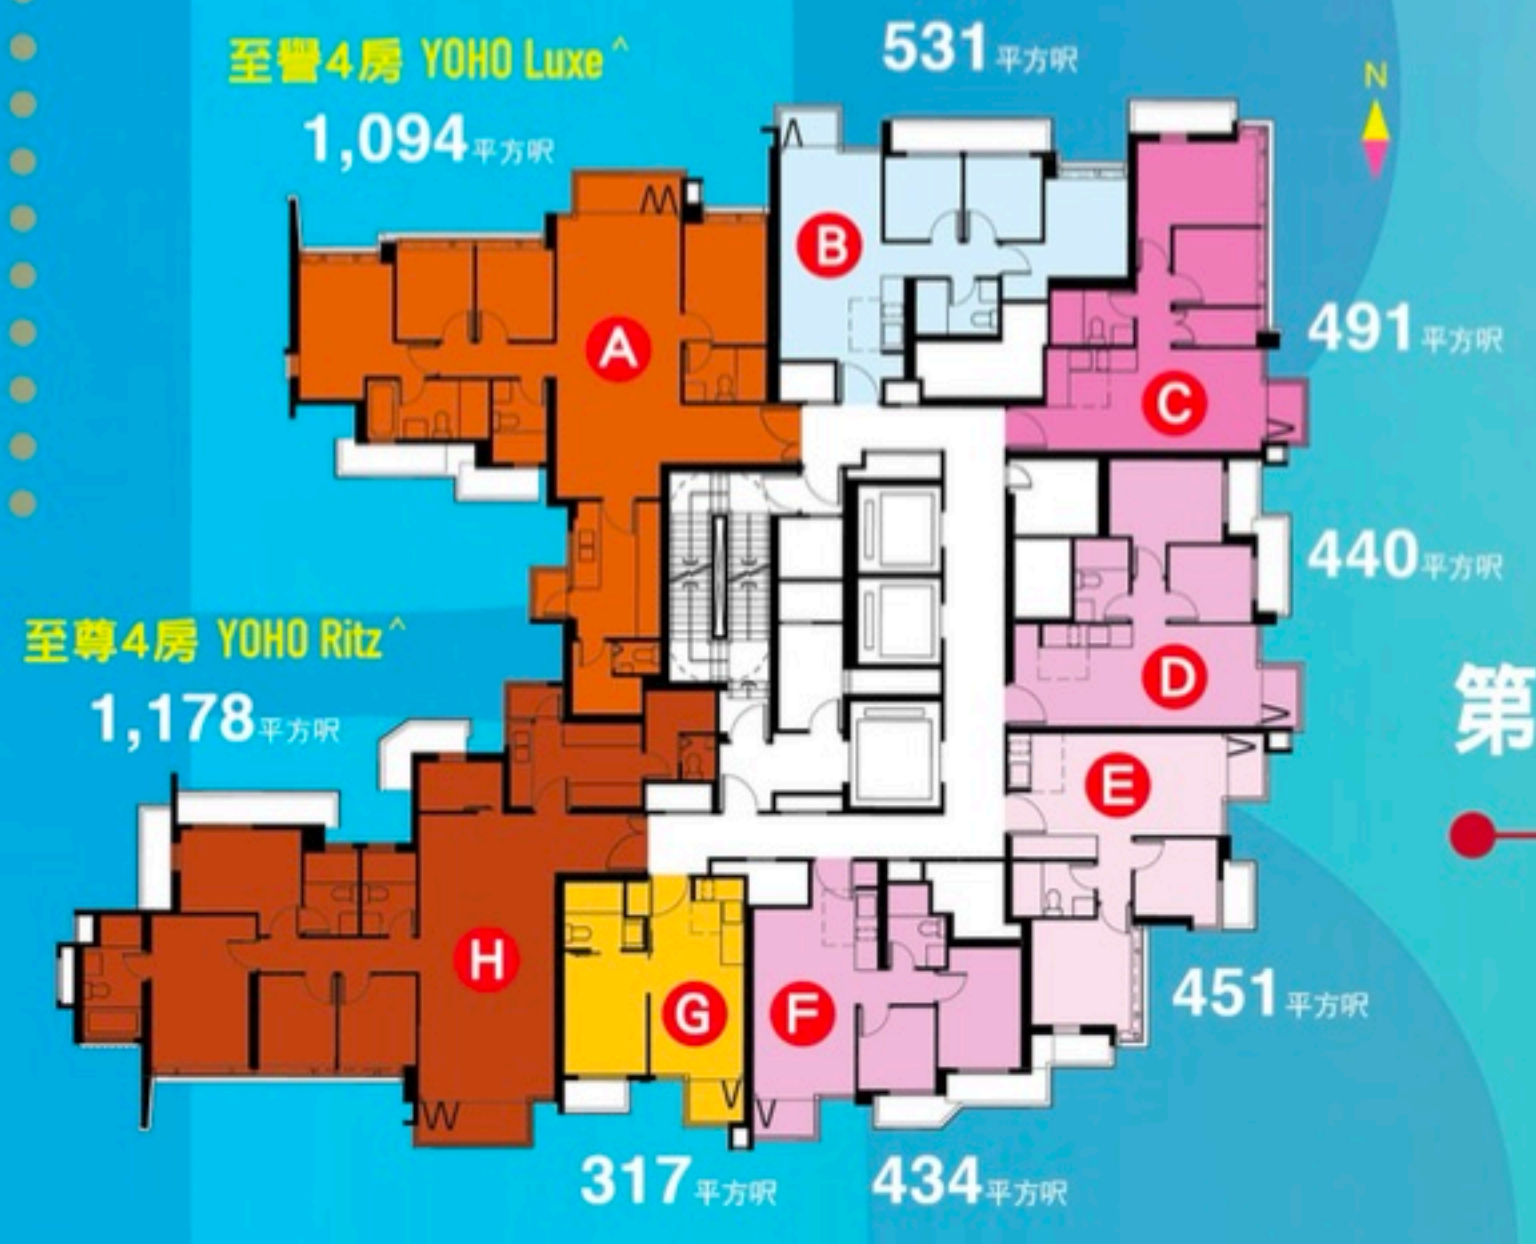 至譽4房 YOHO Luxe^
1,094平方呎
531平方呎
N
B
A
491平方呎
C
440平方呎
至尊4房 YOHO Ritz^
1,178平方呎
D
第
E
H
G
F
451平方呎
317平方呎
434平方呎